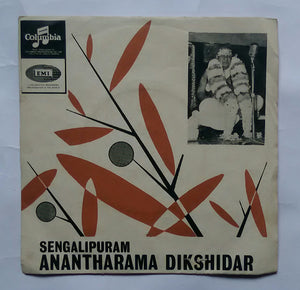 Columbia
EMI
SENGALIPURAM
ANANTHARAMA DIKSHIDAR